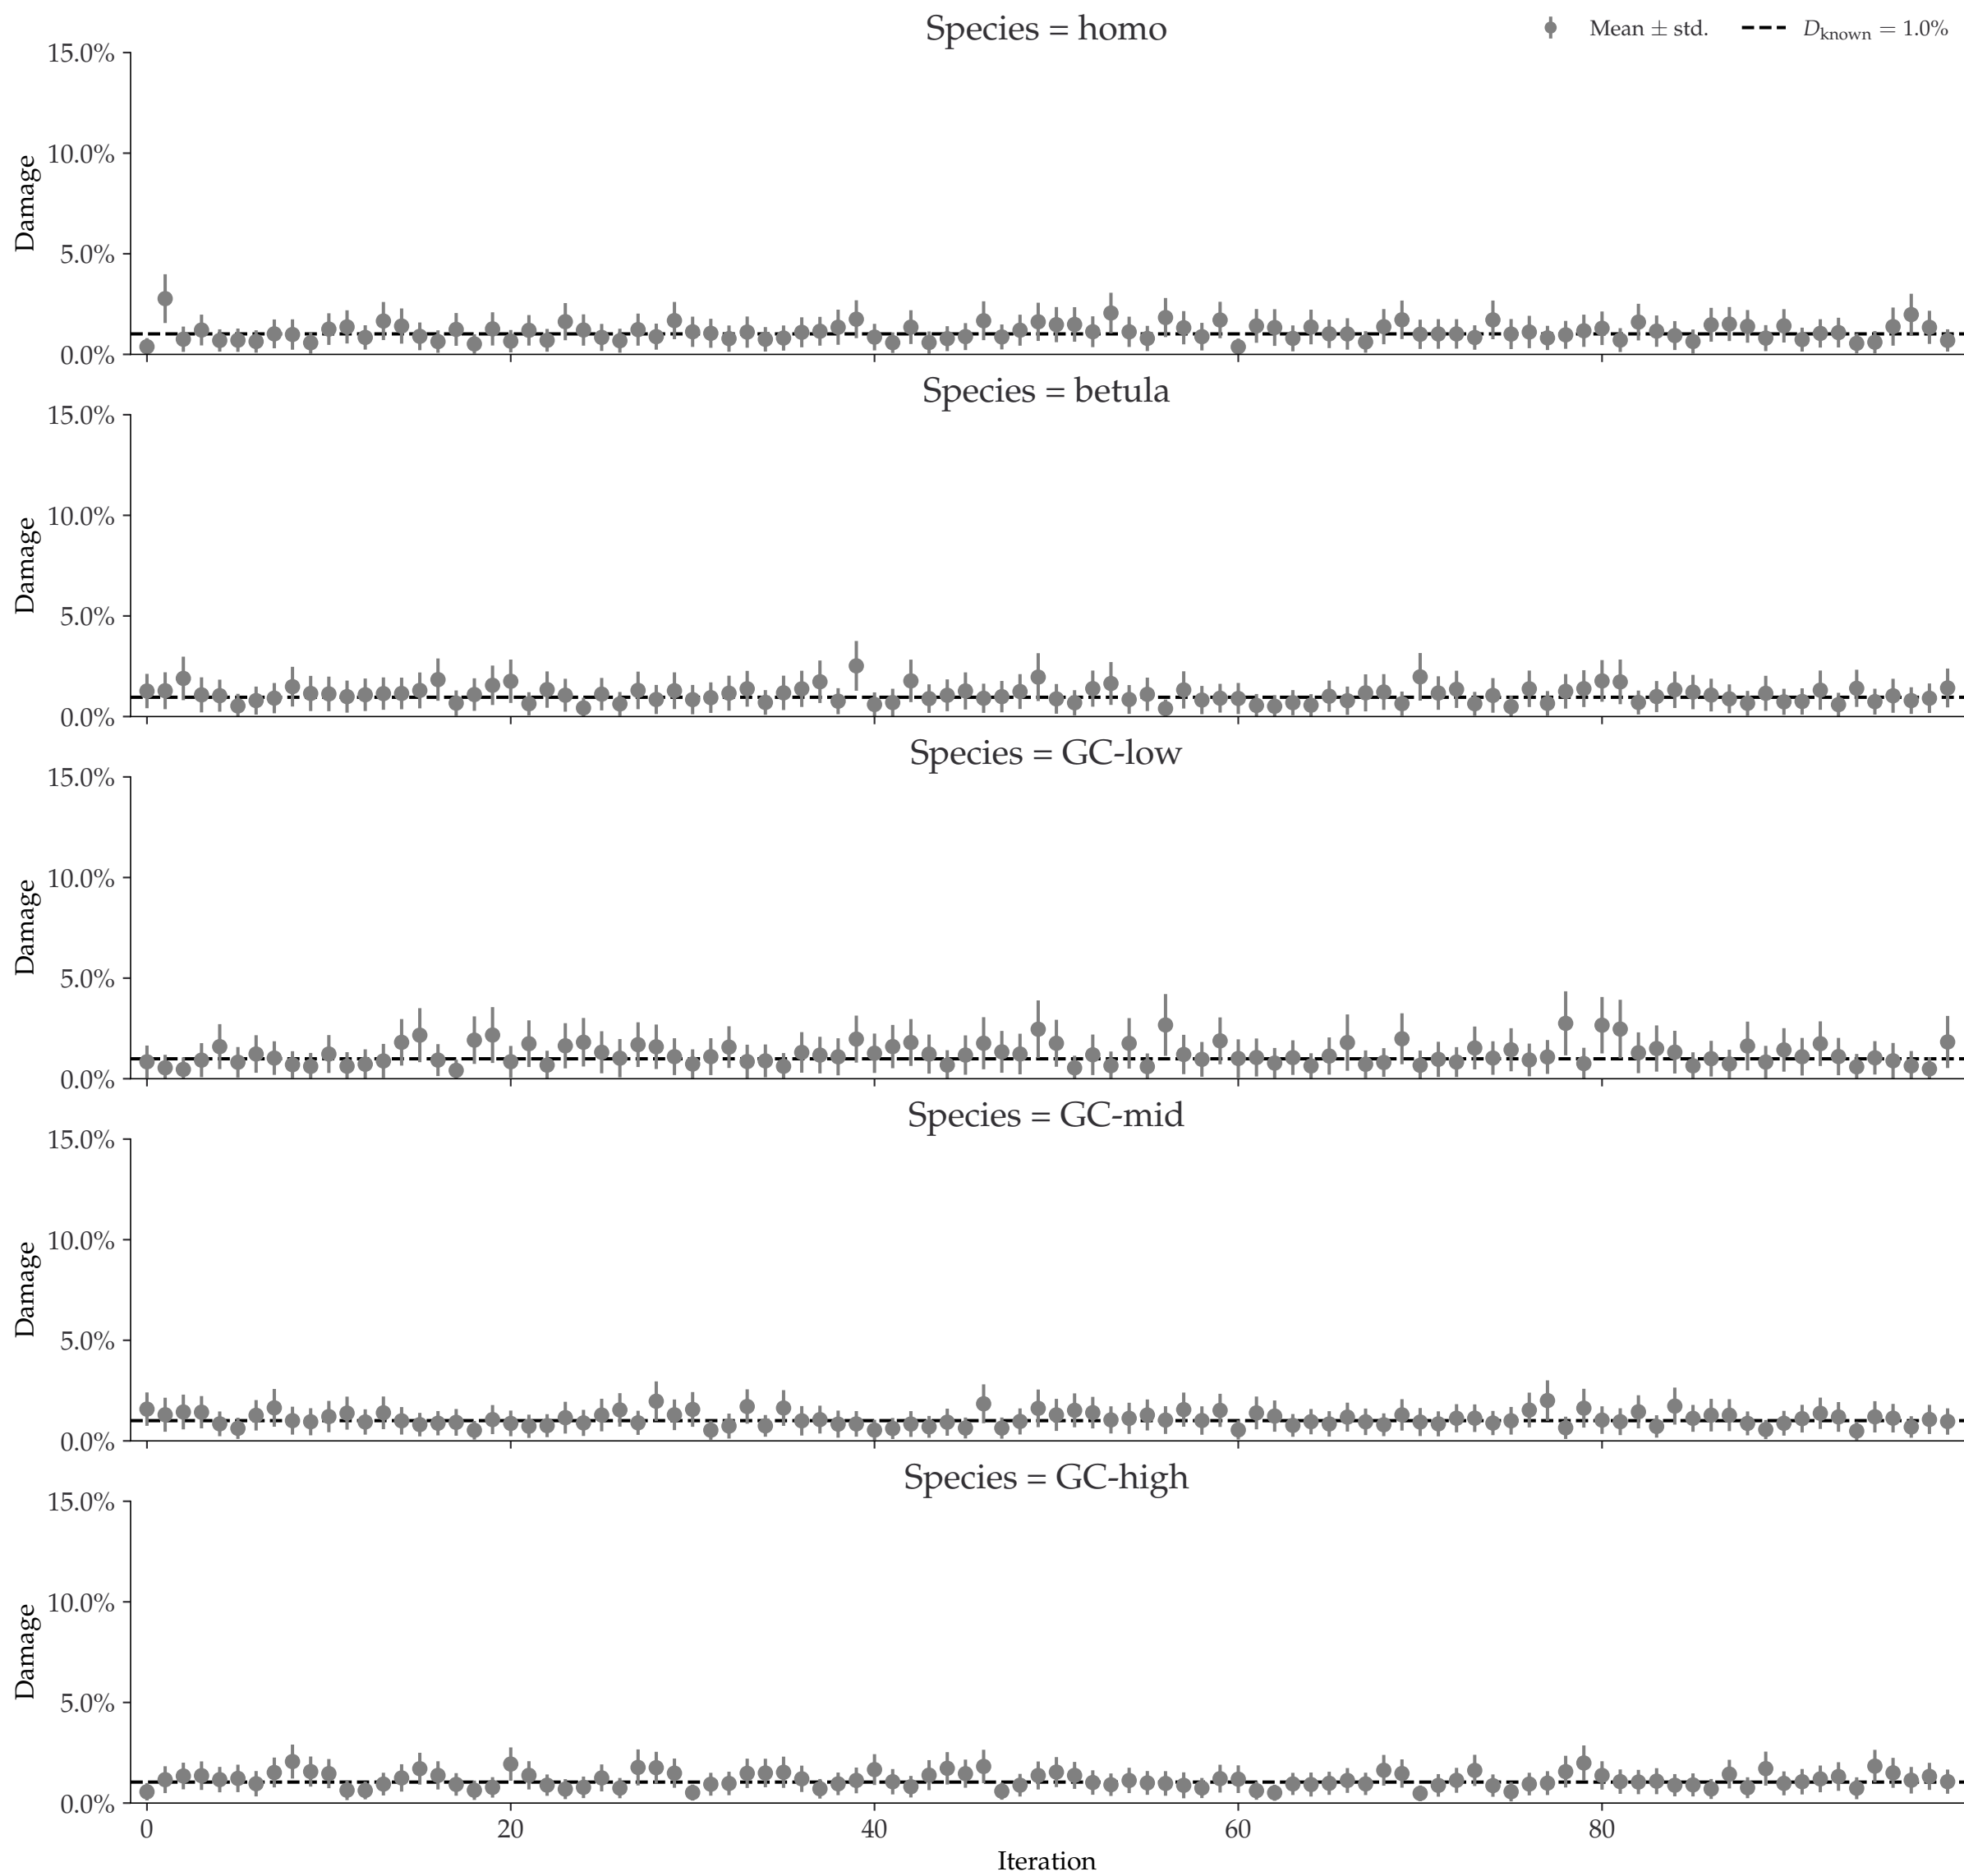 Species = homo
Mean ± std.
D_known = 1.0%
15.0%
10.0%
5.0%
0.0%
Damage
Species = betula
15.0%
10.0%
5.0%
0.0%
Damage
Species = GC-low
15.0%
10.0%
5.0%
0.0%
Damage
Species = GC-mid
15.0%
10.0%
5.0%
0.0%
Damage
Species = GC-high
15.0%
10.0%
5.0%
0.0%
Damage
0 20 40 60 80
Iteration